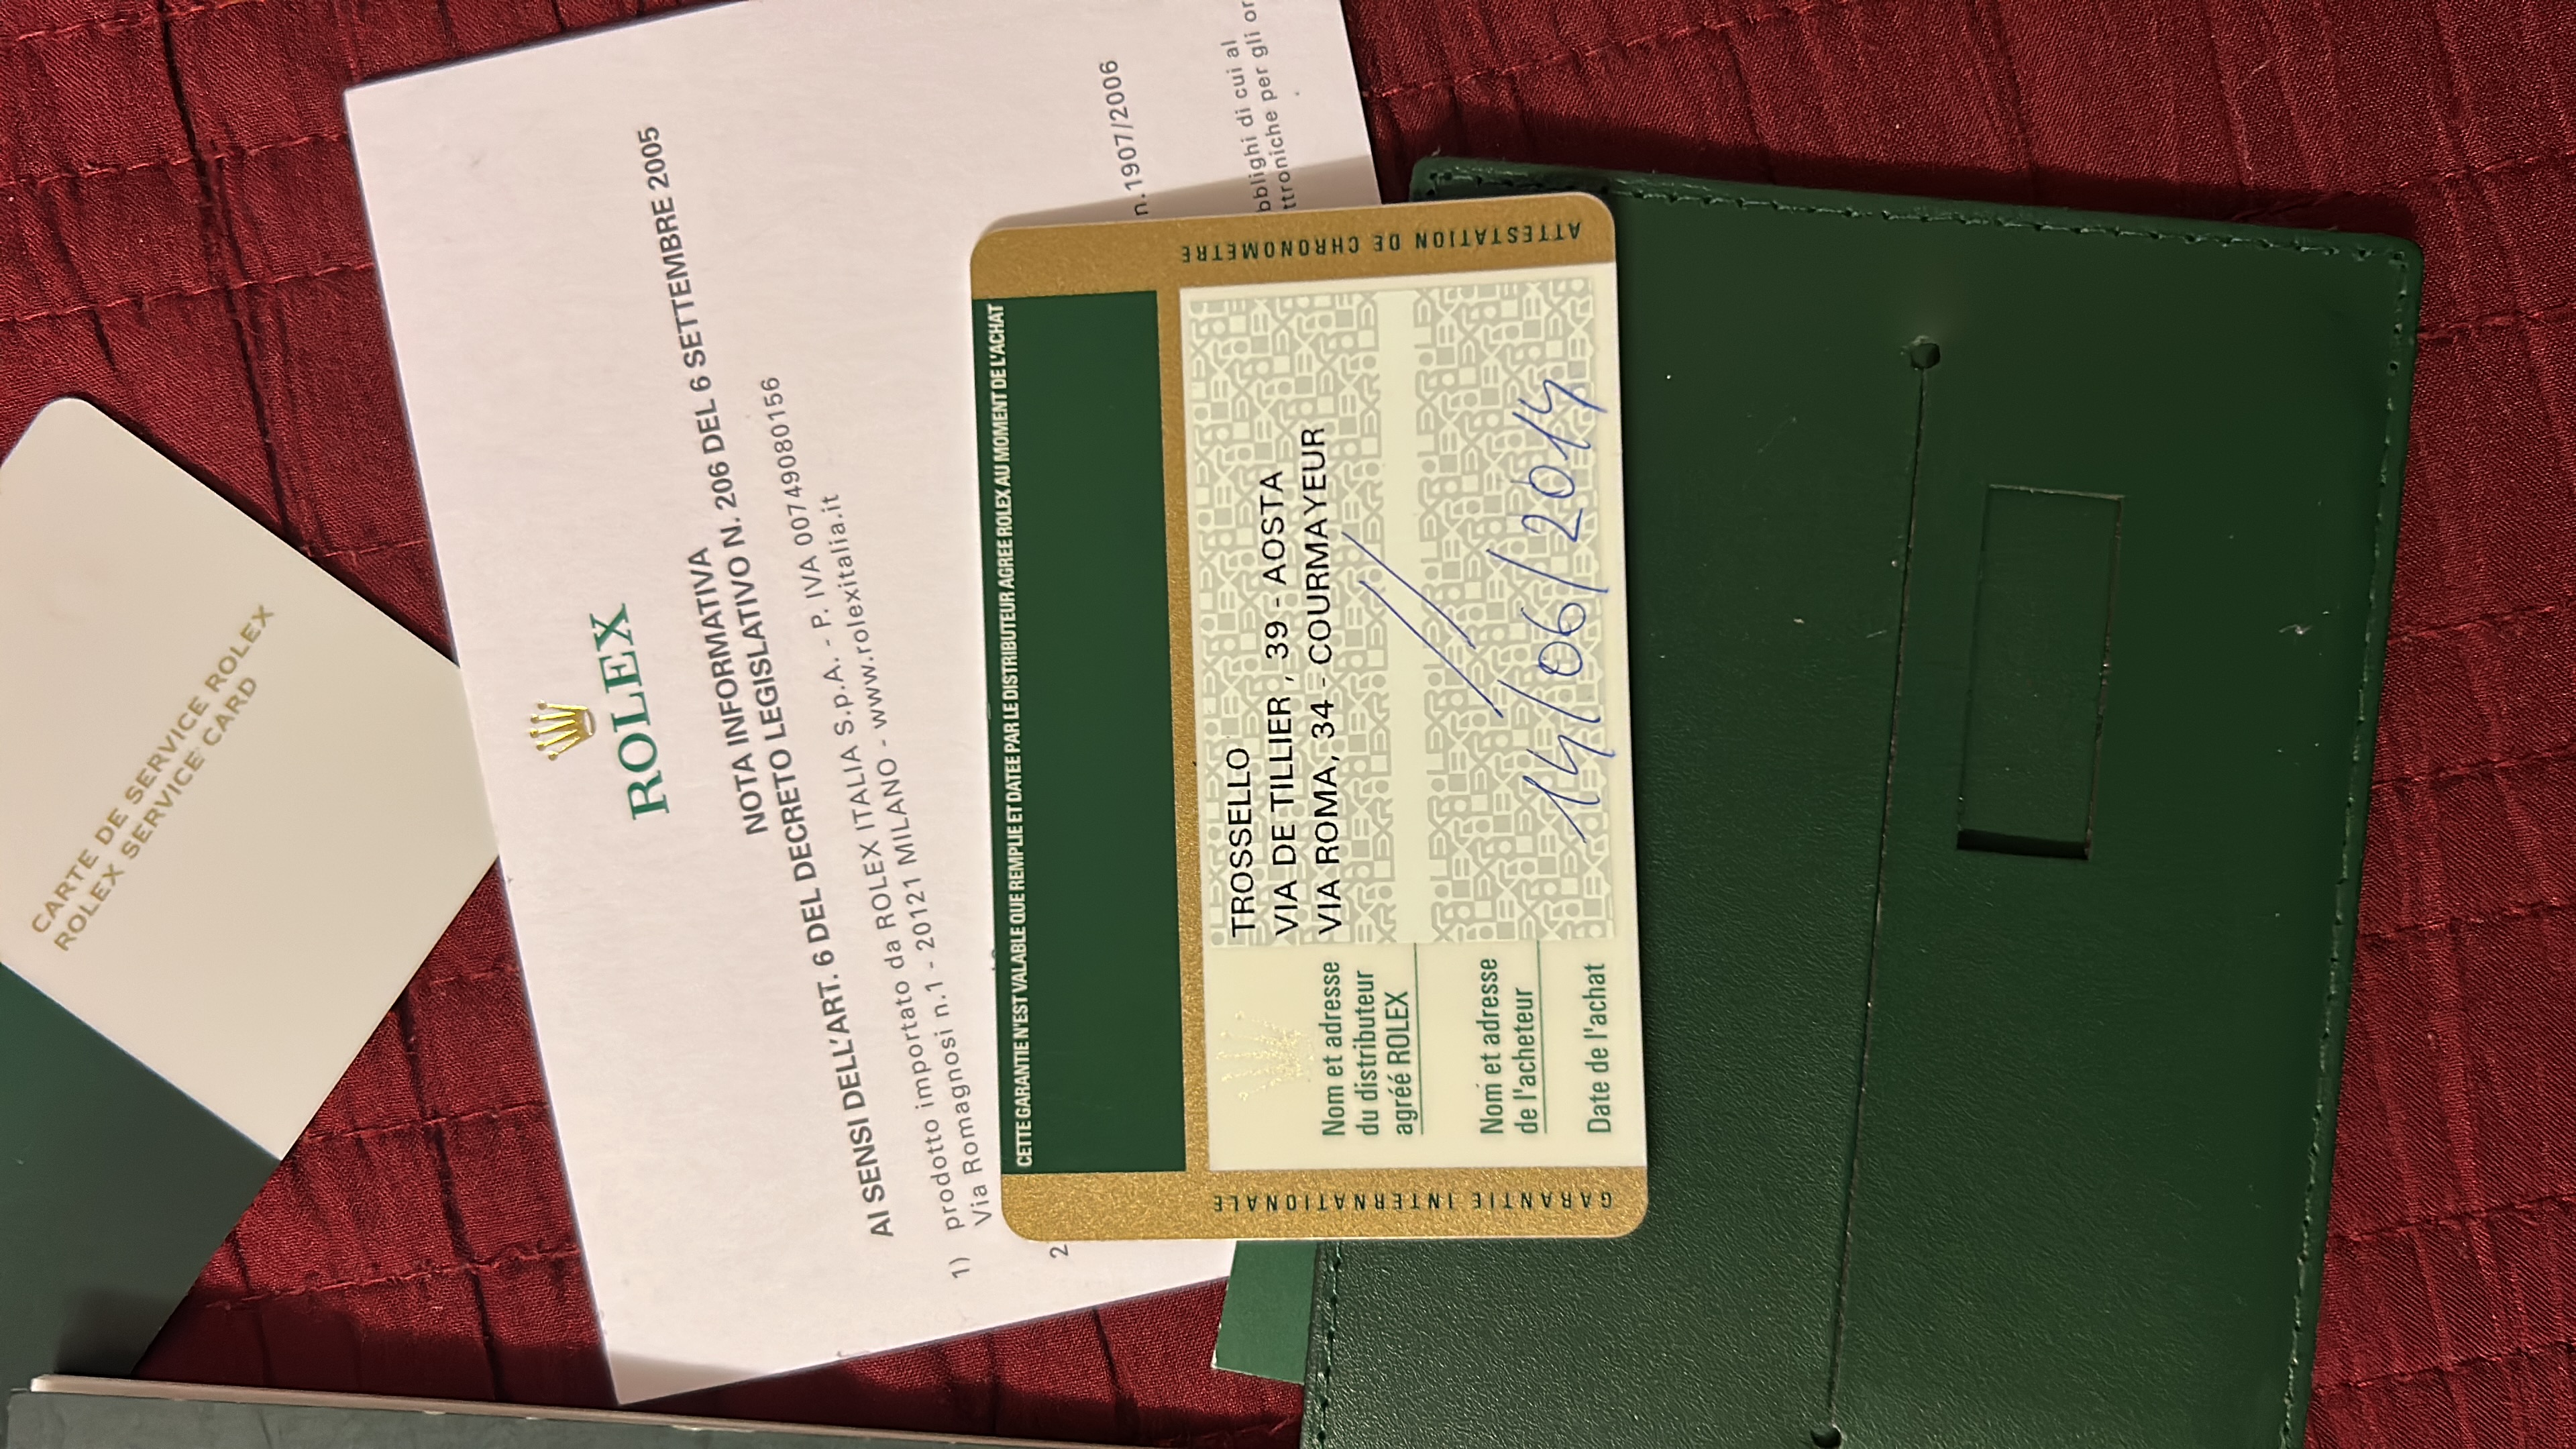 CARTE DE SERVICE ROLEX
ROLEX SERVICE CARD
ROLEX
NOTA INFORMATIVA
AI SENSI DELL'ART. 6 DEL DECRETO LEGISLATIVO N. 206 DEL 6 SETTEMBRE 2005
1) prodotto importato da ROLEX ITALIA S.p.A. - P. IVA 00749080156
Via Romagnosi n.1 - 20121 MILANO - www.rolexitalia.it
2
n.1907/2006
di cui al
per gli
CETTE GARANTIE N'EST VALABLE QUE REMPLIE ET DATEE PAR LE DISTRIBUTEUR AGREE ROLEX AU MOMENT DE L'ACHAT
GARANTIE INTERNATIONALE
ATTESTATION DE CHRONOMETRE
TROSSELLO
VIA DE TILLIER , 39 - AOSTA
VIA ROMA, 34 - COURMAYEUR
Nom et adresse
du distributeur
agréé ROLEX
Nom et adresse
de l'acheteur
Date de l'achat 14/06/2014